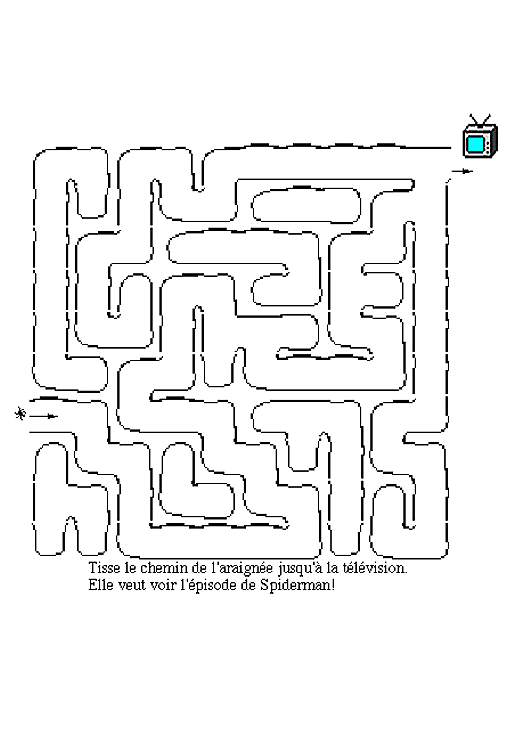 Tisse le chemin de l'araignée jusqu'à la télévision.
Elle veut voir l'épisode de Spiderman!